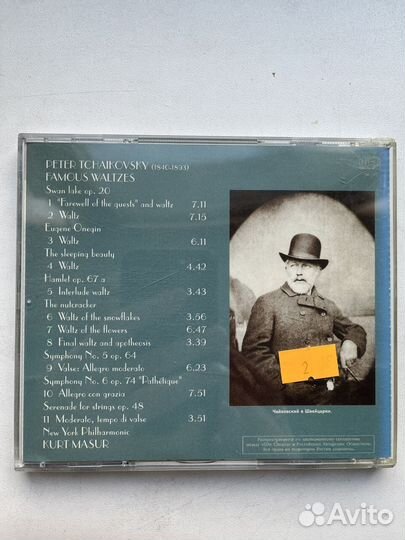 PETER TCHAIKOVSKY (1840-1893)
FAMOUS WALTZES
Swan lake op. 20
1 "Farewell of the guests" and waltz 7.11
2 Waltz 7.15
Eugene Onegin
3 Waltz 6.11
The sleeping beauty
4 Waltz 4.42
Hamlet op. 67 a
5 Interlude waltz 3.43
The nutcracker
6 Waltz of the snowflakes 3.56
7 Waltz of the flowers 6.47
8 Final waltz and apotheosis 3.39
Symphony No. 5 op. 64
9 Valse: Allegro moderato 6.23
Symphony No. 6 op. 74 "Pathétique"
10 Allegro con grazia 7.51
Serenade for strings op. 48
11 Moderato, tempo di valse 3.51
New York Philharmonic
KURT MASUR
Чайковский в Швейцарии.
Avito